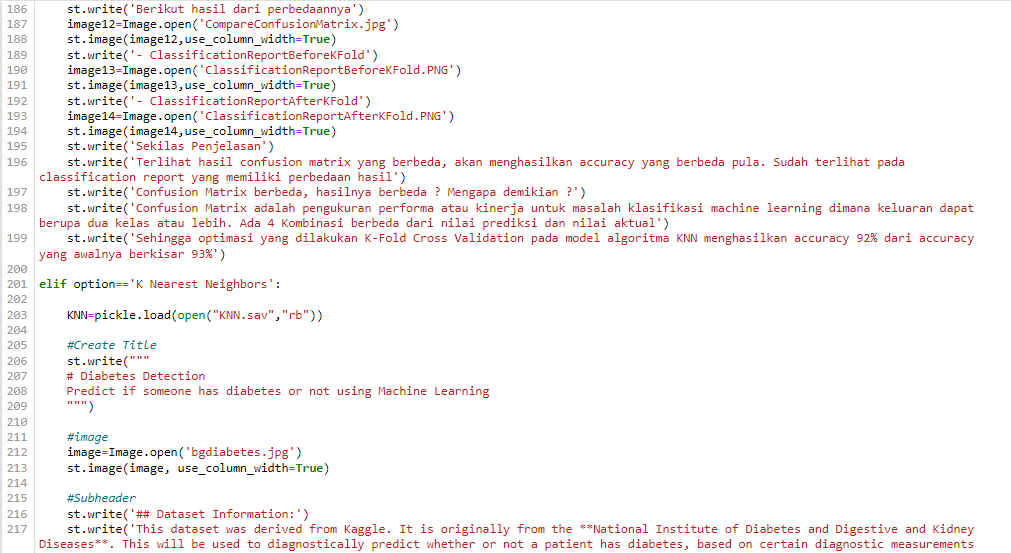 186 st.write('Berikut hasil dari perbedaannya')
187 image12=Image.open('CompareConfusionMatrix.jpg')
188 st.image(image12,use_column_width=True)
189 st.write('- ClassificationReportBeforeKFold')
190 image13=Image.open('ClassificationReportBeforeKFold.PNG')
191 st.image(image13,use_column_width=True)
192 st.write('- ClassificationReportAfterKFold')
193 image14=Image.open('ClassificationReportAfterKFold.PNG')
194 st.image(image14,use_column_width=True)
195 st.write('Sekilas Penjelasan')
196 st.write('Terlihat hasil confusion matrix yang berbeda, akan menghasilkan accuracy yang berbeda pula. Sudah terlihat pada
classification report yang memiliki perbedaan hasil')
197 st.write('Confusion Matrix berbeda, hasilnya berbeda ? Mengapa demikian ?')
198 st.write('Confusion Matrix adalah pengukuran performa atau kinerja untuk masalah klasifikasi machine learning dimana keluaran dapat
berupa dua kelas atau lebih. Ada 4 Kombinasi berbeda dari nilai prediksi dan nilai aktual')
199 st.write('Sehingga optimasi yang dilakukan K-Fold Cross Validation pada model algoritma KNN menghasilkan accuracy 92% dari accuracy
yang awalnya berkisar 93%')
200
201 elif option=='K Nearest Neighbors':
202
203 KNN=pickle.load(open("KNN.sav","rb"))
204
205 #Create Title
206 st.write("""
207 # Diabetes Detection
208 Predict if someone has diabetes or not using Machine Learning
209 """)
210
211 #image
212 image=Image.open('bgdiabetes.jpg')
213 st.image(image, use_column_width=True)
214
215 #Subheader
216 st.write('## Dataset Information:')
217 st.write('This dataset was derived from Kaggle. It is originally from the **National Institute of Diabetes and Digestive and Kidney
Diseases**. This will be used to diagnostically predict whether or not a patient has diabetes, based on certain diagnostic measurements